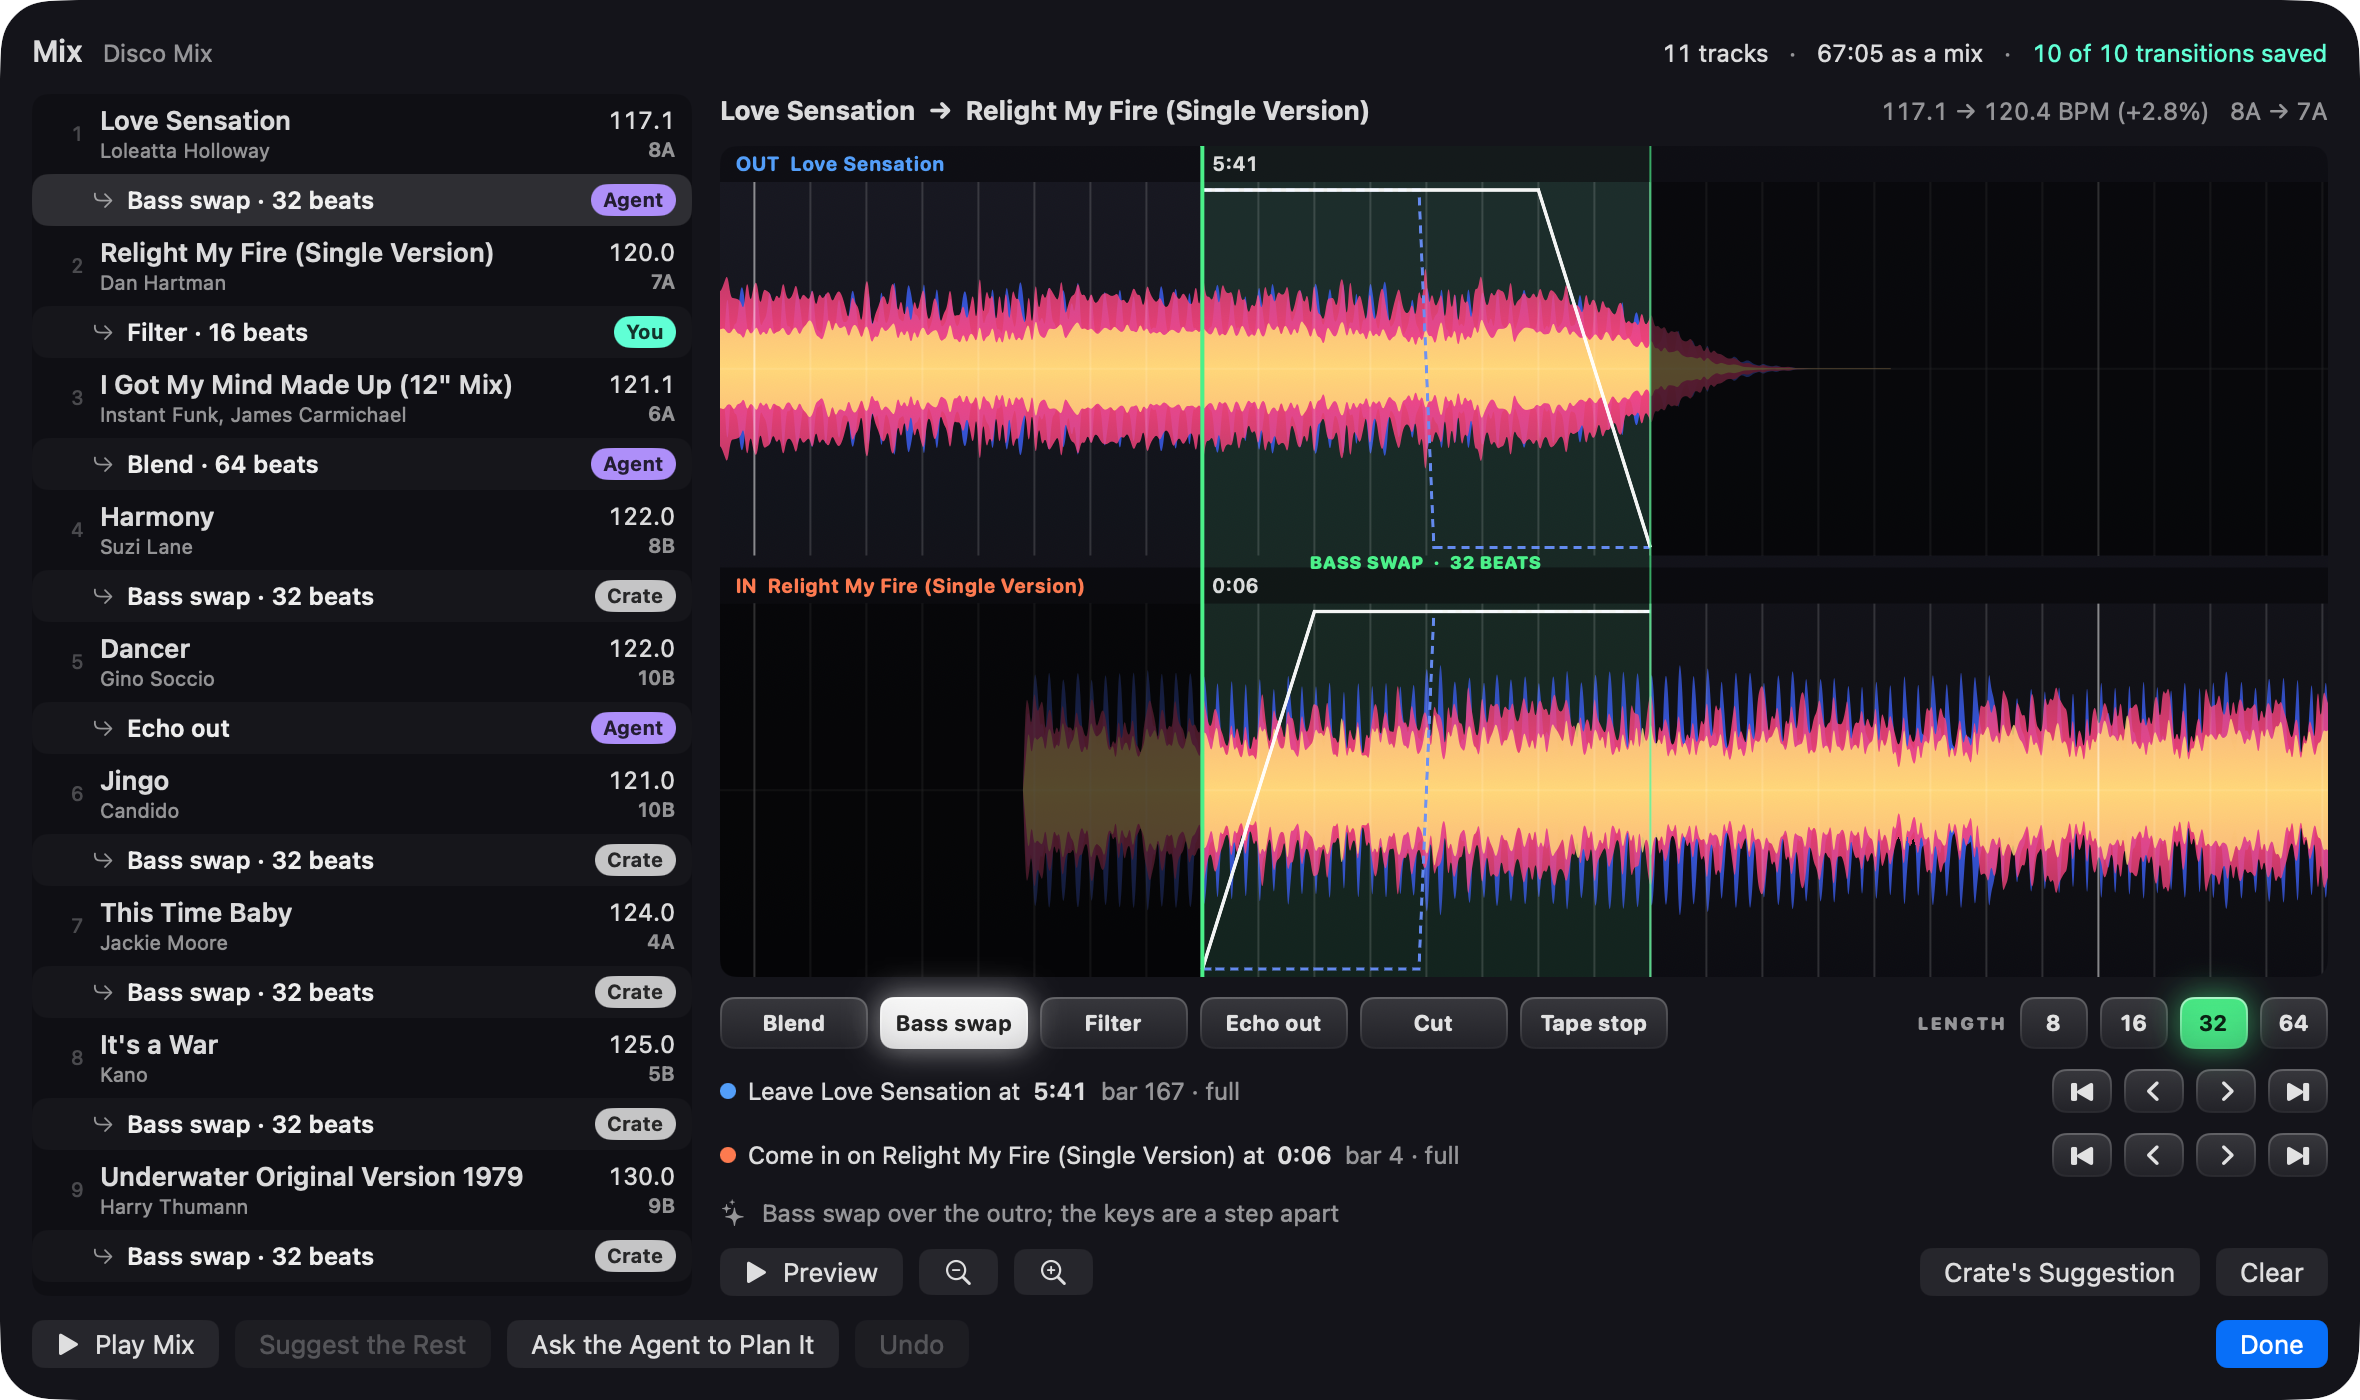 Mix Disco Mix
11 tracks · 67:05 as a mix · 10 of 10 transitions saved
1 Love Sensation 117.1
Loleatta Holloway 8A
Bass swap · 32 beats Agent
2 Relight My Fire (Single Version) 120.0
Dan Hartman 7A
Filter · 16 beats You
3 I Got My Mind Made Up (12" Mix) 121.1
Instant Funk, James Carmichael 6A
Blend · 64 beats Agent
4 Harmony 122.0
Suzi Lane 8B
Bass swap · 32 beats Crate
5 Dancer 122.0
Gino Soccio 10B
Echo out Agent
6 Jingo 121.0
Candido 10B
Bass swap · 32 beats Crate
7 This Time Baby 124.0
Jackie Moore 4A
Bass swap · 32 beats Crate
8 It's a War 125.0
Kano 5B
Bass swap · 32 beats Crate
9 Underwater Original Version 1979 130.0
Harry Thumann 9B
Bass swap · 32 beats Crate
Love Sensation → Relight My Fire (Single Version)
117.1 → 120.4 BPM (+2.8%) 8A → 7A
OUT Love Sensation 5:41
BASS SWAP · 32 BEATS
IN Relight My Fire (Single Version) 0:06
Blend Bass swap Filter Echo out Cut Tape stop
LENGTH 8 16 32 64
Leave Love Sensation at 5:41 bar 167 · full
Come in on Relight My Fire (Single Version) at 0:06 bar 4 · full
Bass swap over the outro; the keys are a step apart
Preview
Crate's Suggestion Clear
Play Mix Suggest the Rest Ask the Agent to Plan It Undo
Done